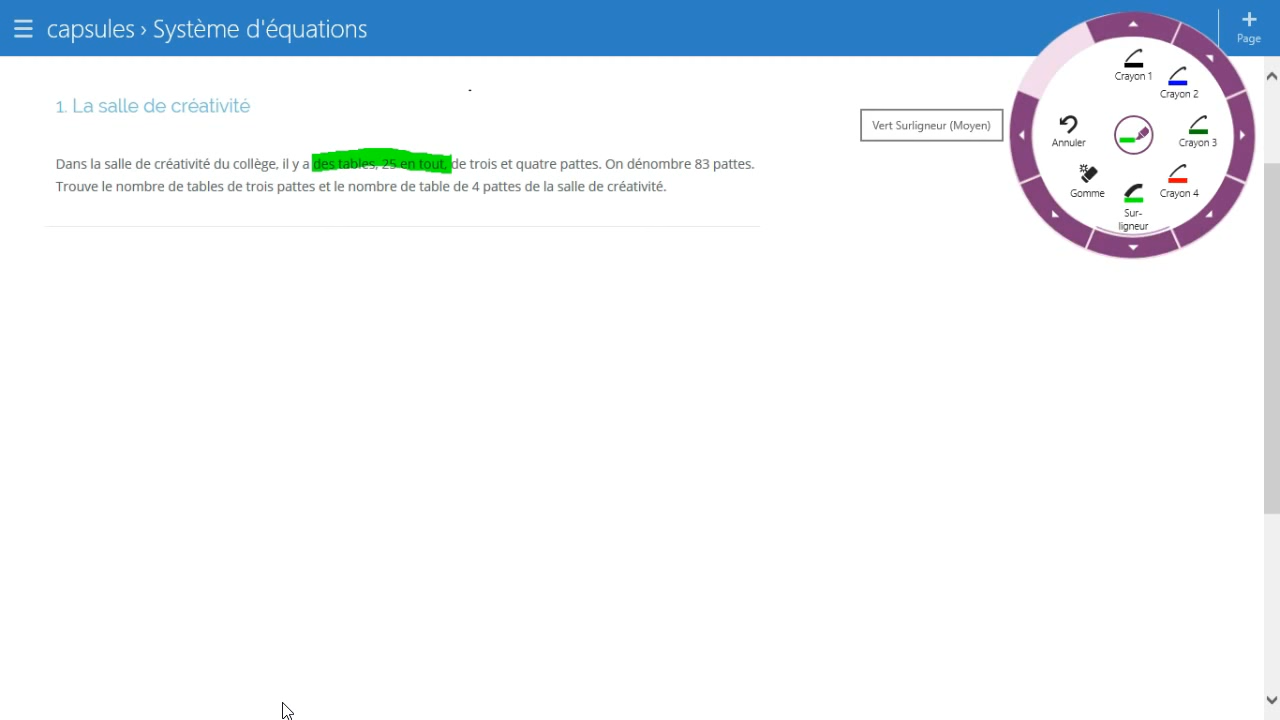 capsules › Système d'équations
Page
1. La salle de créativité
Dans la salle de créativité du collège, il y a des tables, 25 en tout, de trois et quatre pattes. On dénombre 83 pattes.
Trouve le nombre de tables de trois pattes et le nombre de table de 4 pattes de la salle de créativité.
Vert Surligneur (Moyen)
Crayon 1
Crayon 2
Annuler
Crayon 3
Gomme
Crayon 4
Sur-
ligneur